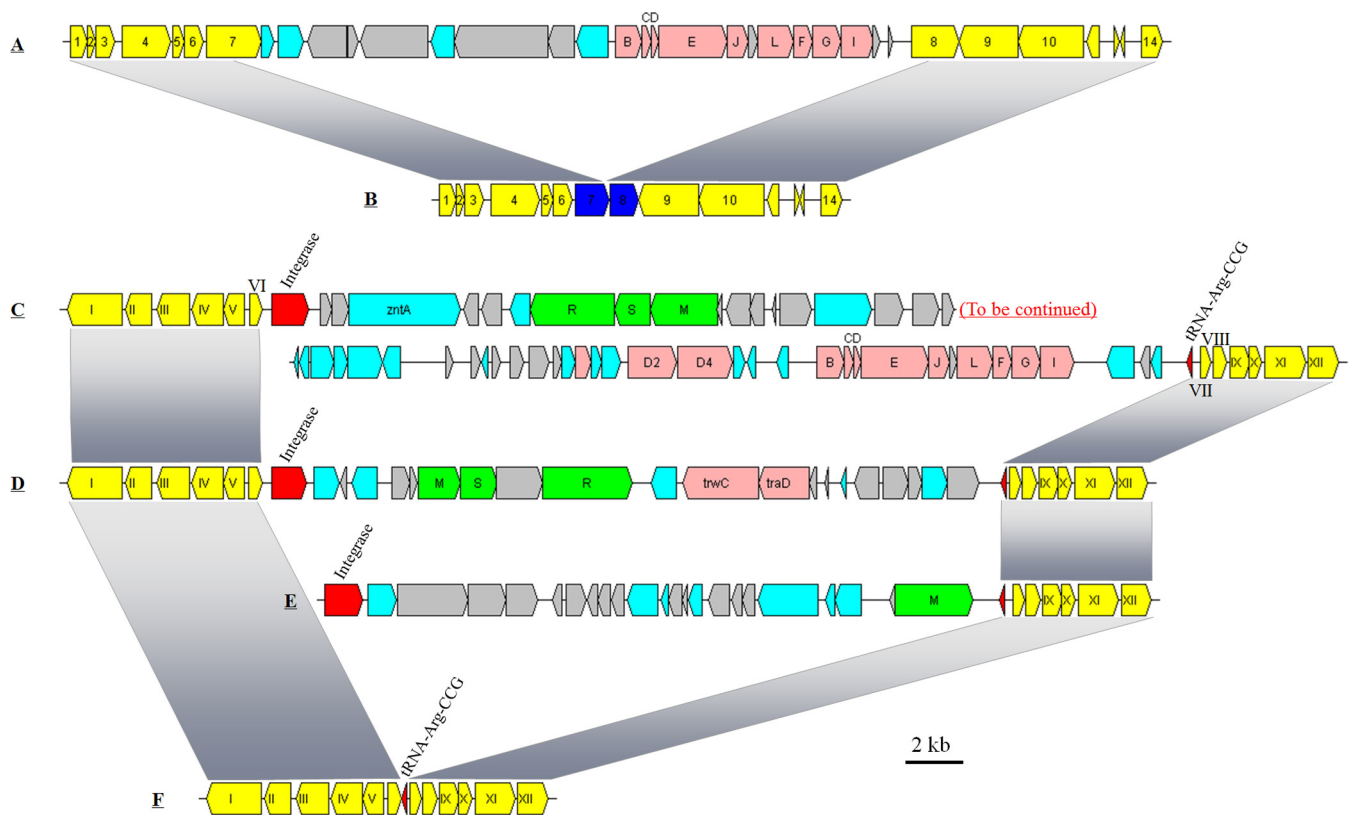 CD
A 1 2 3 4 5 6 7 B E J L F G I 8 9 10 14
B 1 2 3 4 5 6 7 8 9 10 14
Integrase
tRNA-Arg-CCG
VI
C I II III IV V zntA R S M (To be continued)
CD VIII
D2 D4 B E J L F G I IX X XI XII
VII
Integrase
D I II III IV V M S R trwC traD IX X XI XII
Integrase
E M IX X XI XII
tRNA-Arg-CCG
2 kb
F I II III IV V IX X XI XII